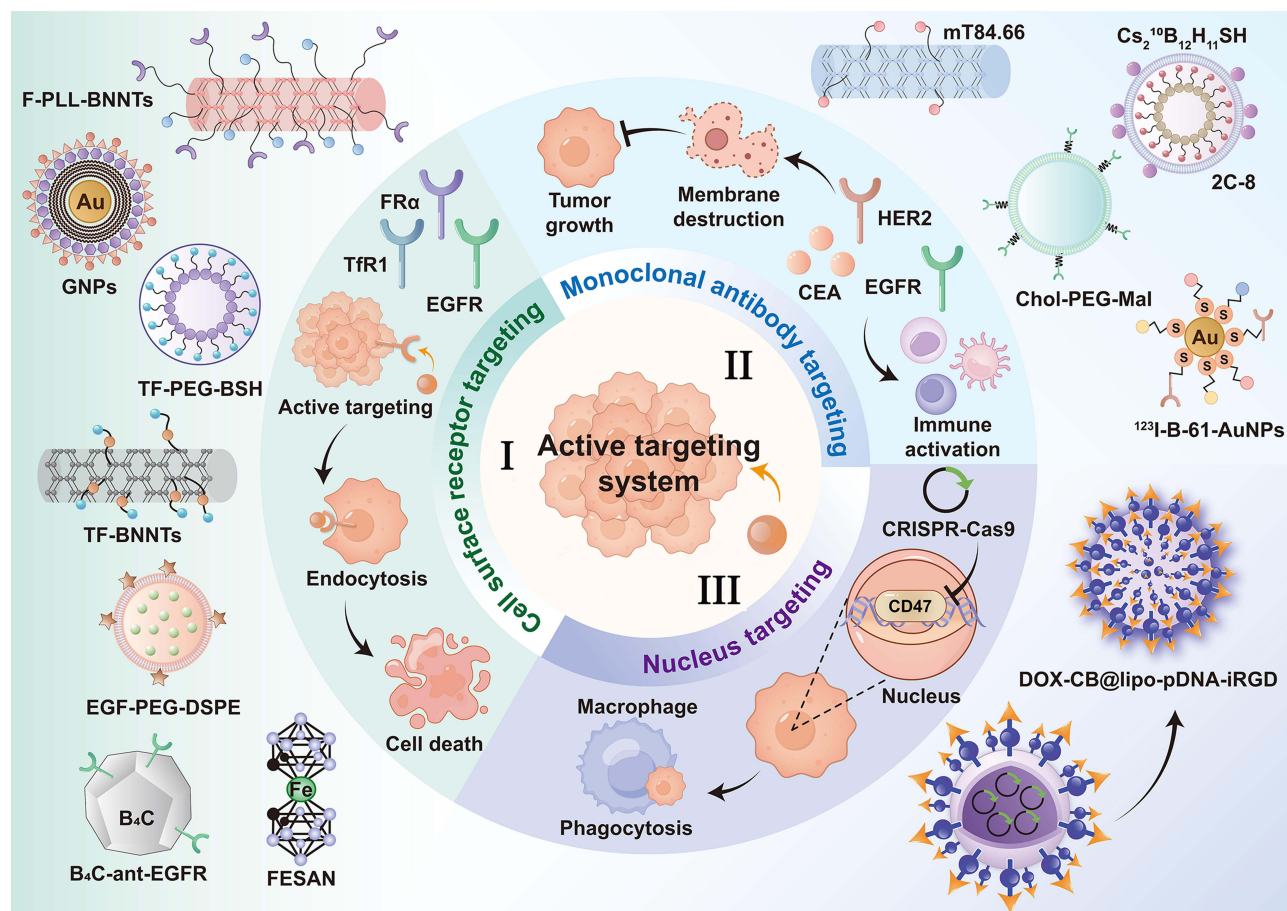 F-PLL-BNNTs
Au
GNPs
TF-PEG-BSH
TF-BNNTs
EGF-PEG-DSPE
B₄C
B₄C-ant-EGFR
Fe
FESAN
FRα
TfR1
EGFR
Active targeting
Endocytosis
Cell death
Cell surface receptor targeting
I
Tumor
growth
Membrane
destruction
HER2
CEA
EGFR
Immune
activation
Monoclonal antibody targeting
II
Active targeting
system
III
Nucleus targeting
CRISPR-Cas9
CD47
Nucleus
Macrophage
Phagocytosis
mT84.66
Cs₂¹⁰B₁₂H₁₁SH
2C-8
Chol-PEG-Mal
S
S
S
S
S
S
S
Au
¹²³I-B-61-AuNPs
DOX-CB@lipo-pDNA-iRGD